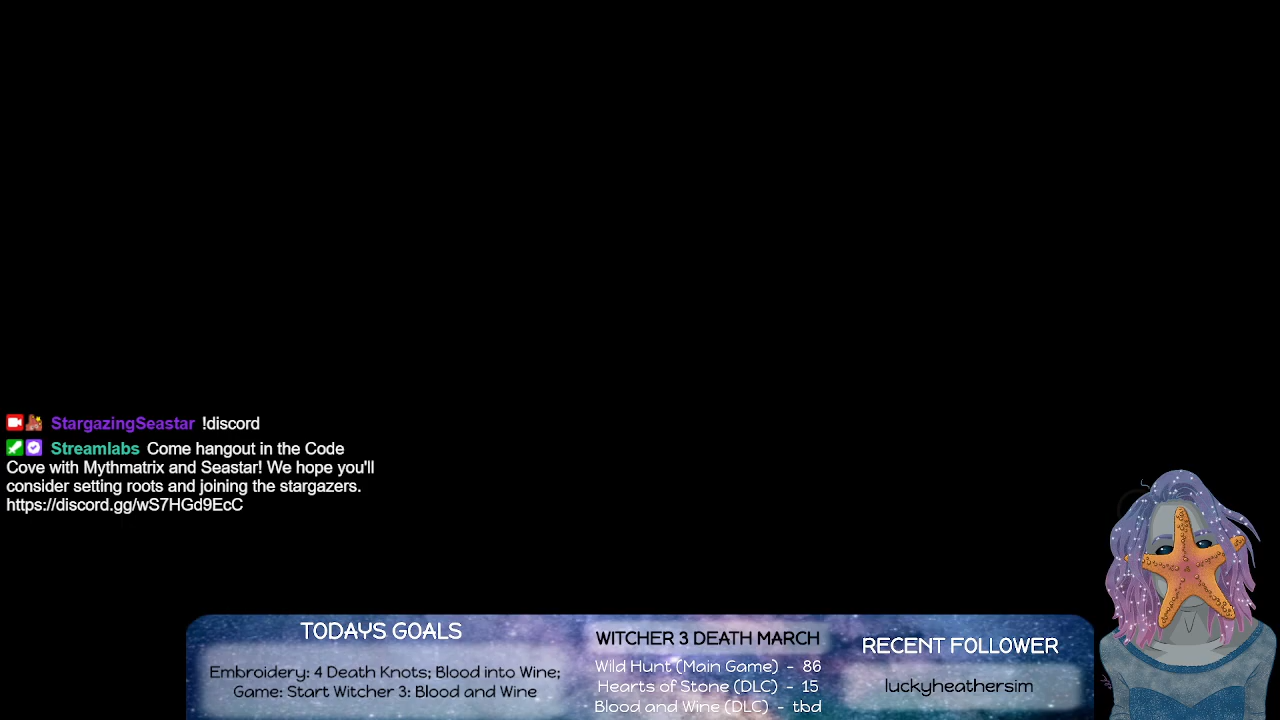 StargazingSeastar !discord
Streamlabs Come hangout in the Code
Cove with Mythmatrix and Seastar! We hope you'll
consider setting roots and joining the stargazers.
https://discord.gg/wS7HGd9EcC
TODAY'S GOALS
Embroidery: 4 Death Knots; Blood into Wine;
Game: Start Witcher 3: Blood and Wine
WITCHER 3 DEATH MARCH
Wild Hunt (Main Game) - 86
Hearts of Stone (DLC) - 15
Blood and Wine (DLC) - tbd
RECENT FOLLOWER
luckyheathersim